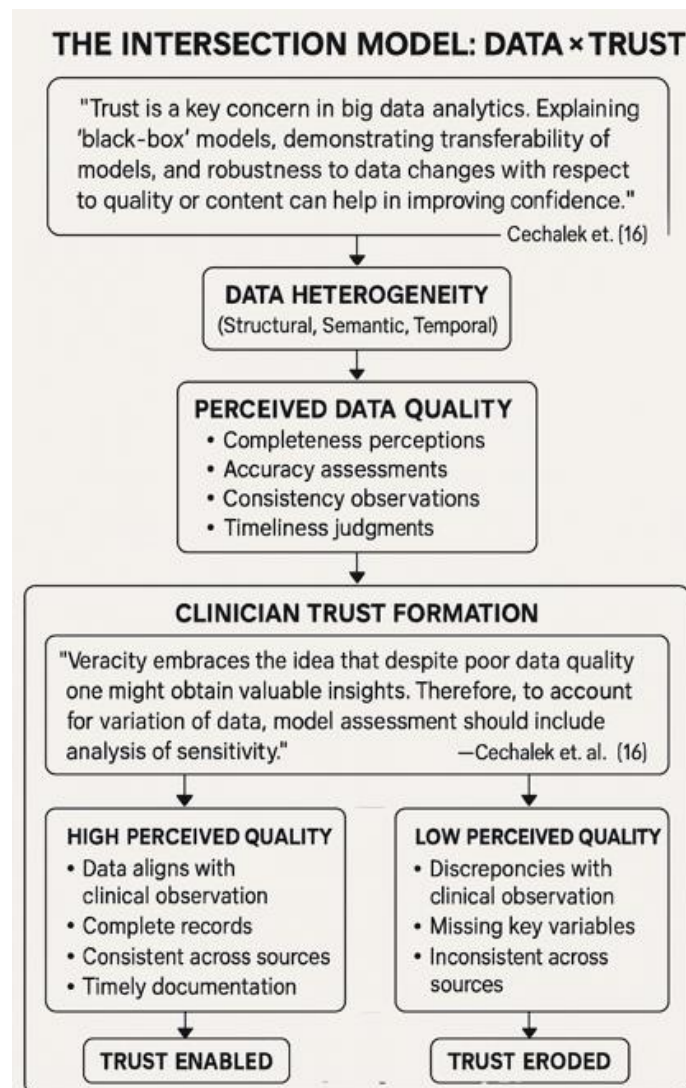 THE INTERSECTION MODEL: DATA × TRUST
"Trust is a key concern in big data analytics. Explaining
'black-box' models, demonstrating transferability of
models, and robustness to data changes with respect
to quality or content can help in improving confidence."
Cechalek et. (16)
DATA HETEROGENEITY
(Structural, Semantic, Temporal)
PERCEIVED DATA QUALITY
• Completeness perceptions
• Accuracy assessments
• Consistency observations
• Timeliness judgments
CLINICIAN TRUST FORMATION
"Veracity embraces the idea that despite poor data quality
one might obtain valuable insights. Therefore, to account
for variation of data, model assessment should include
analysis of sensitivity."
—Cechalek et. al. (16)
HIGH PERCEIVED QUALITY
• Data aligns with
clinical observation
• Complete records
• Consistent across sources
• Timely documentation
TRUST ENABLED
LOW PERCEIVED QUALITY
• Discreponcies with
clinical observation
• Missing key variables
• Inconsistent across
sources
TRUST ERODED